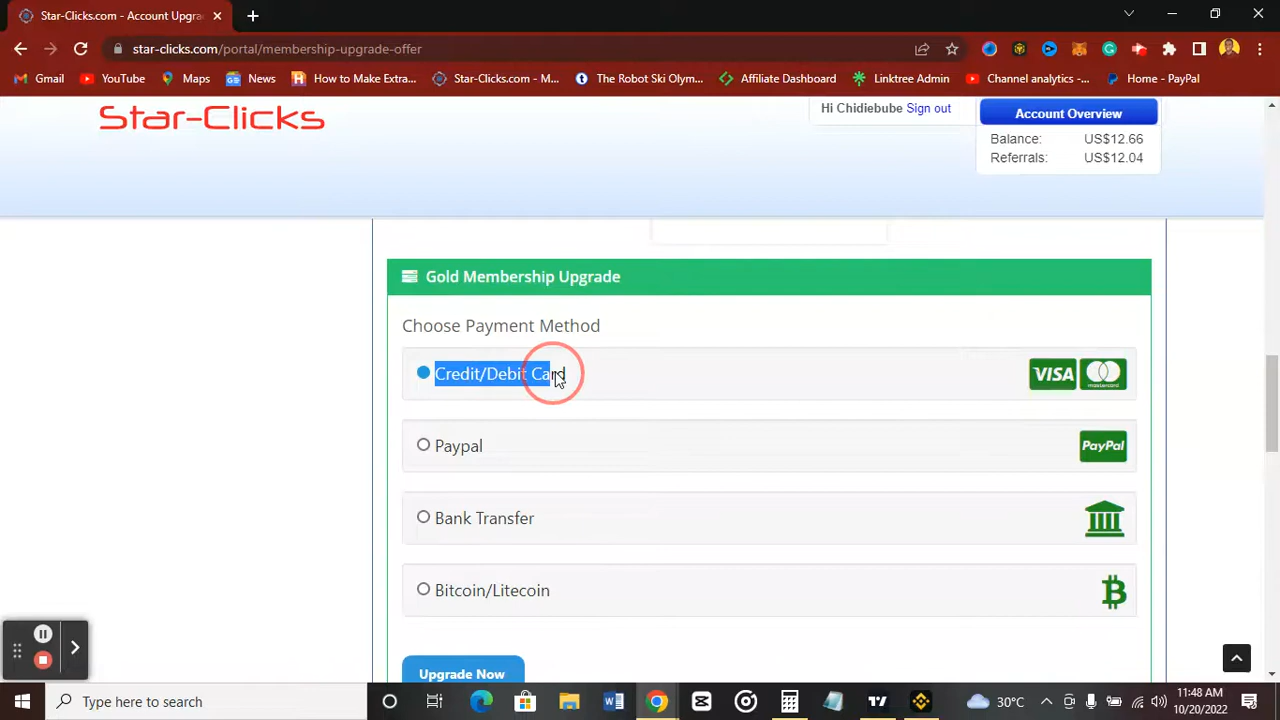 Star-Clicks.com - Account Upgra
star-clicks.com/portal/membership-upgrade-offer
Gmail YouTube Maps News How to Make Extra... Star-Clicks.com - M... The Robot Ski Olym... Affiliate Dashboard Linktree Admin Channel analytics -... Home - PayPal
Star-Clicks
Hi Chidiebube Sign out
Account Overview
Balance: US$12.66
Referrals: US$12.04
Gold Membership Upgrade
Choose Payment Method
Credit/Debit Card VISA mastercard
Paypal PayPal
Bank Transfer
Bitcoin/Litecoin
Upgrade Now
Type here to search
30°C
11:48 AM
10/20/2022